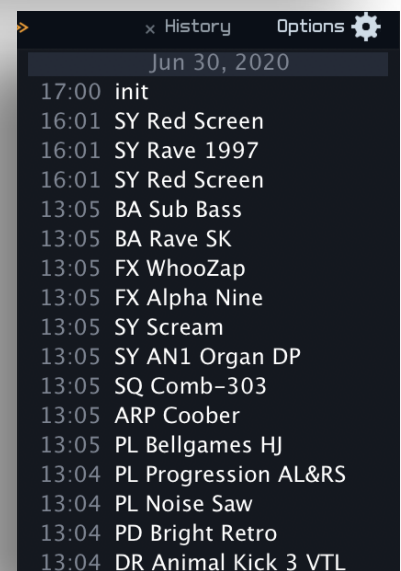 > x History Options
Jun 30, 2020
17:00 init
16:01 SY Red Screen
16:01 SY Rave 1997
16:01 SY Red Screen
13:05 BA Sub Bass
13:05 BA Rave SK
13:05 FX WhooZap
13:05 FX Alpha Nine
13:05 SY Scream
13:05 SY AN1 Organ DP
13:05 SQ Comb-303
13:05 ARP Coober
13:05 PL Bellgames HJ
13:04 PL Progression AL&RS
13:04 PL Noise Saw
13:04 PD Bright Retro
13:04 DR Animal Kick 3 VTL